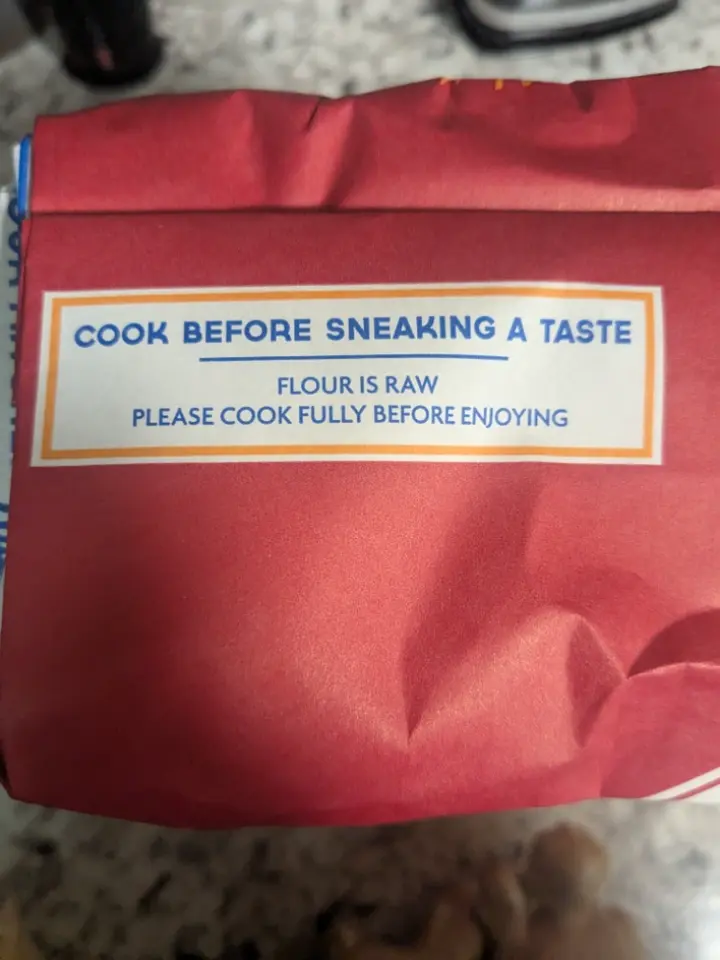 COOK BEFORE SNEAKING A TASTE
FLOUR IS RAW
PLEASE COOK FULLY BEFORE ENJOYING